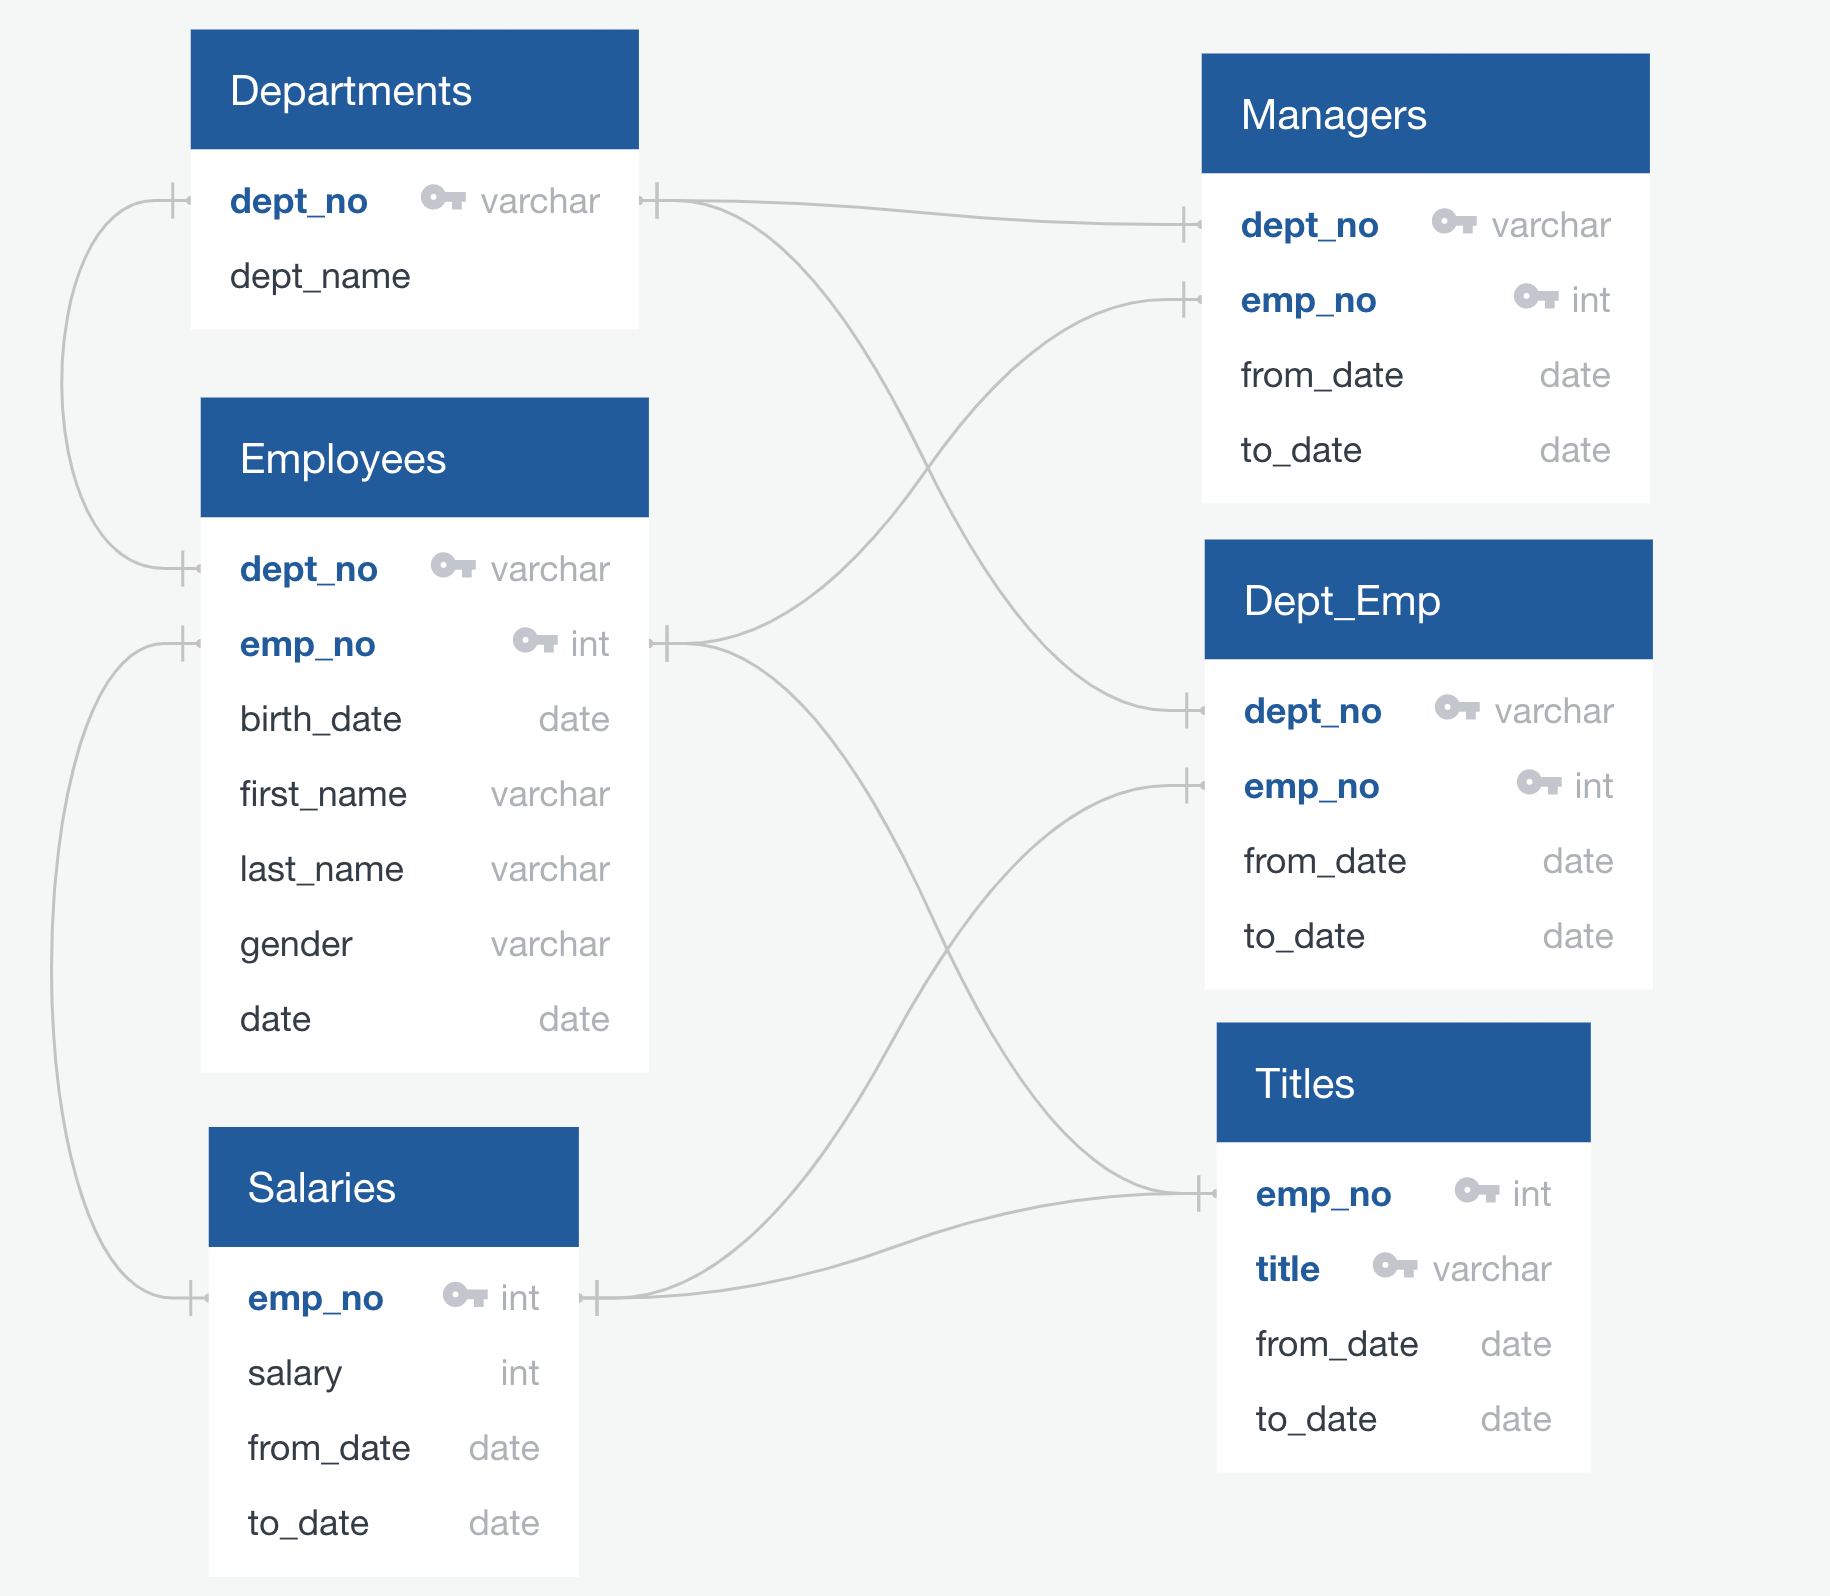 Departments
dept_no varchar
dept_name
Employees
dept_no varchar
emp_no int
birth_date date
first_name varchar
last_name varchar
gender varchar
date date
Salaries
emp_no int
salary int
from_date date
to_date date
Managers
dept_no varchar
emp_no int
from_date date
to_date date
Dept_Emp
dept_no varchar
emp_no int
from_date date
to_date date
Titles
emp_no int
title varchar
from_date date
to_date date